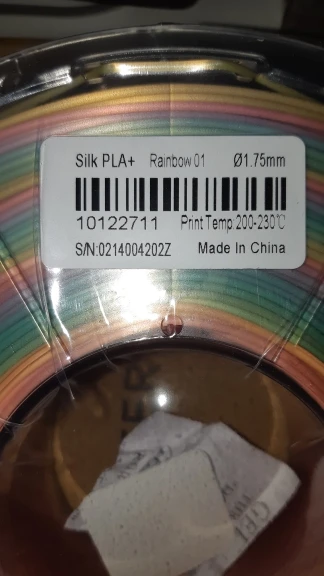 Silk PLA+ Rainbow 01 Ø1.75mm
10122711 Print Temp:200-230℃
S/N:0214004202Z Made In China